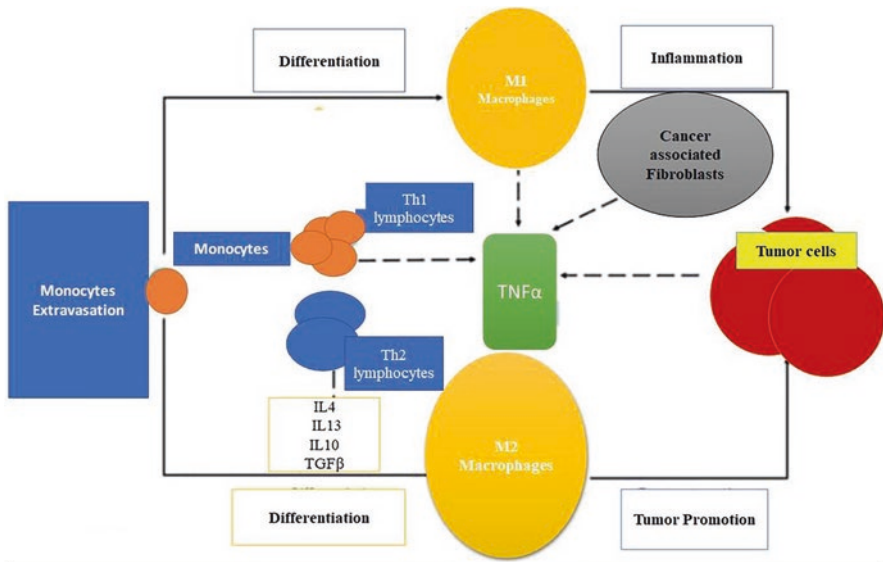 Differentiation
M1
Macrophages
Inflammation
Cancer
associated
Fibroblasts
Th1
lymphocytes
Monocytes
Tumor cells
Monocytes
Extravasation
TNFα
Th2
lymphocytes
IL4
IL13
IL10
TGFβ
M2
Macrophages
Differentiation
Tumor Promotion